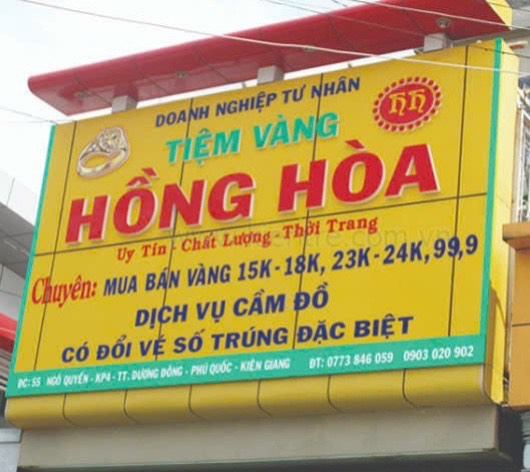 DOANH NGHIỆP TƯ NHÂN
TIỆM VÀNG
HH
HỒNG HÒA
Uy Tín - Chất Lượng - Thời Trang
Chuyên: MUA BÁN VÀNG 15K - 18K, 23K - 24K, 99,9
DỊCH VỤ CẦM ĐỒ
CÓ ĐỔI VÉ SỐ TRÚNG ĐẶC BIỆT
ĐC: 55 NGÔ QUYỀN - KP4 - TT. DƯƠNG ĐÔNG - PHÚ QUỐC - KIÊN GIANG ĐT: 0773 846 059 0903 020 902